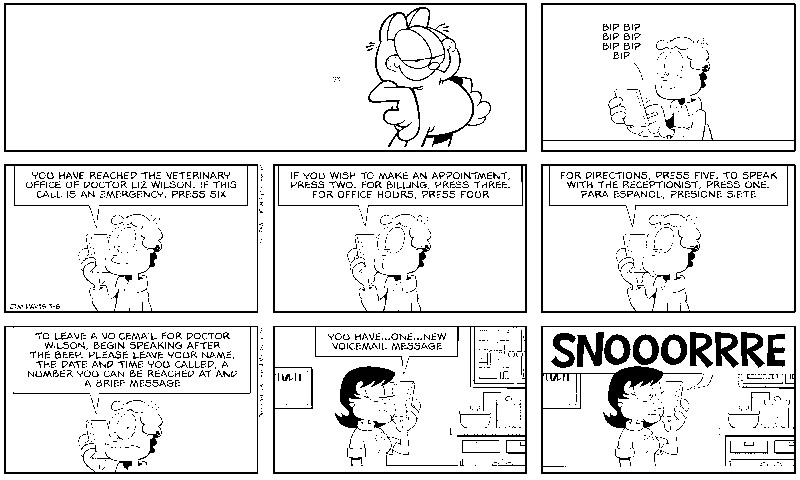 BIP BIP
BIP BIP
BIP BIP
BIP
YOU HAVE REACHED THE VETERINARY
OFFICE OF DOCTOR LIZ WILSON. IF THIS
CALL IS AN EMERGENCY, PRESS SIX
JIM DAVIS 3-8
IF YOU WISH TO MAKE AN APPOINTMENT,
PRESS TWO. FOR BILLING, PRESS THREE.
FOR OFFICE HOURS, PRESS FOUR
FOR DIRECTIONS, PRESS FIVE. TO SPEAK
WITH THE RECEPTIONIST, PRESS ONE.
PARA ESPANOL, PRESIONE SIETE
TO LEAVE A VOICEMAIL FOR DOCTOR
WILSON, BEGIN SPEAKING AFTER
THE BEEP. PLEASE LEAVE YOUR NAME,
THE DATE AND TIME YOU CALLED, A
NUMBER YOU CAN BE REACHED AT AND
A BRIEF MESSAGE
YOU HAVE...ONE...NEW
VOICEMAIL MESSAGE
SNOOORRRE